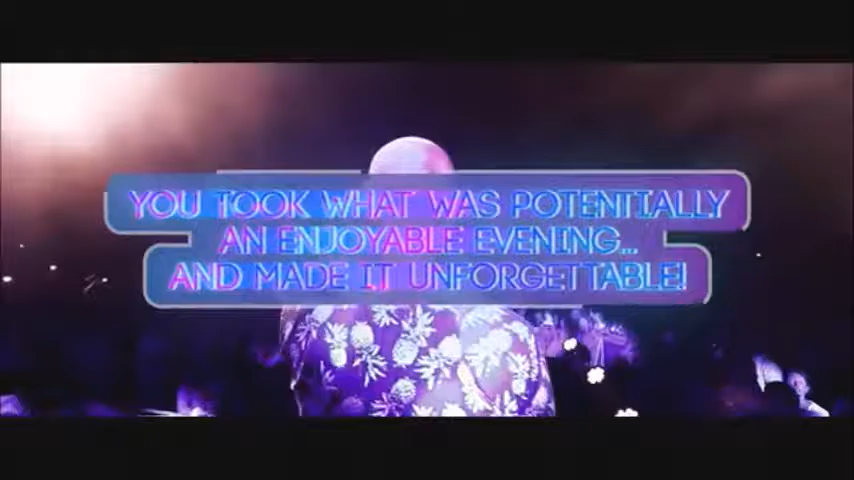 YOU TOOK WHAT WAS POTENTIALLY
AN ENJOYABLE EVENING...
AND MADE IT UNFORGETTABLE!